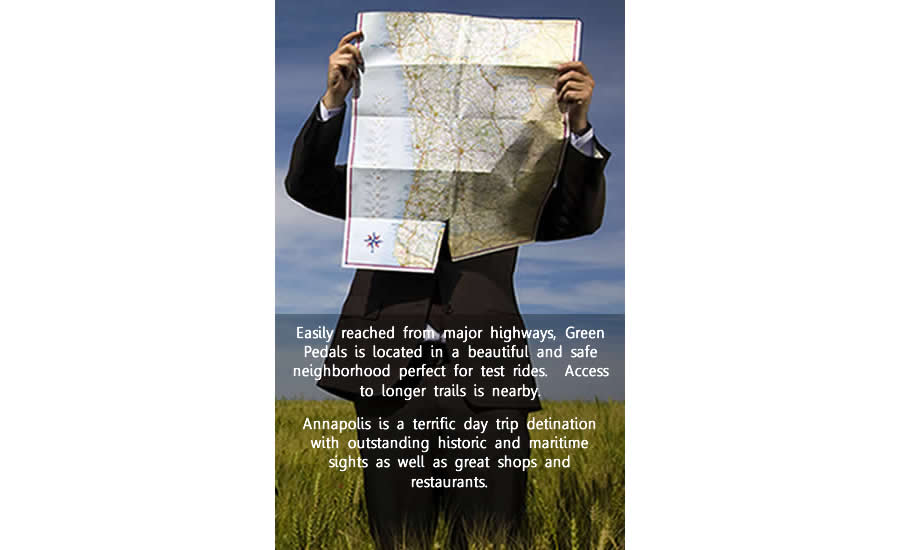 Easily reached from major highways, Green
Pedals is located in a beautiful and safe
neighborhood perfect for test rides. Access
to longer trails is nearby.
Annapolis is a terrific day trip detination
with outstanding historic and maritime
sights as well as great shops and
restaurants.